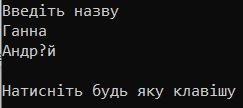 Введіть назву
Ганна
Андр?й
Натисніть будь яку клавішу